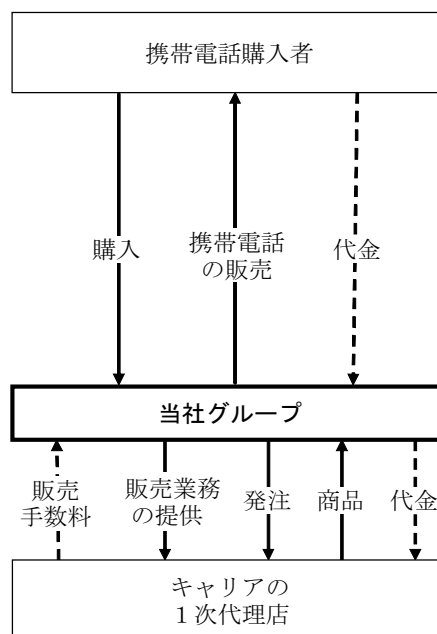 携帯電話購入者
購入
携帯電話
の販売
代金
当社グループ
販売
手数料
販売業務
の提供
発注
商品
代金
キャリアの
１次代理店